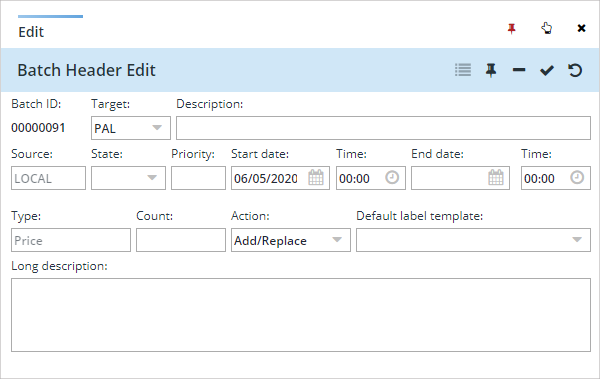 Edit
Batch Header Edit
Batch ID: Target: Description:
00000091 PAL
Source: State: Priority: Start date: Time: End date: Time:
LOCAL 06/05/2020 00:00 00:00
Type: Count: Action: Default label template:
Price Add/Replace
Long description: